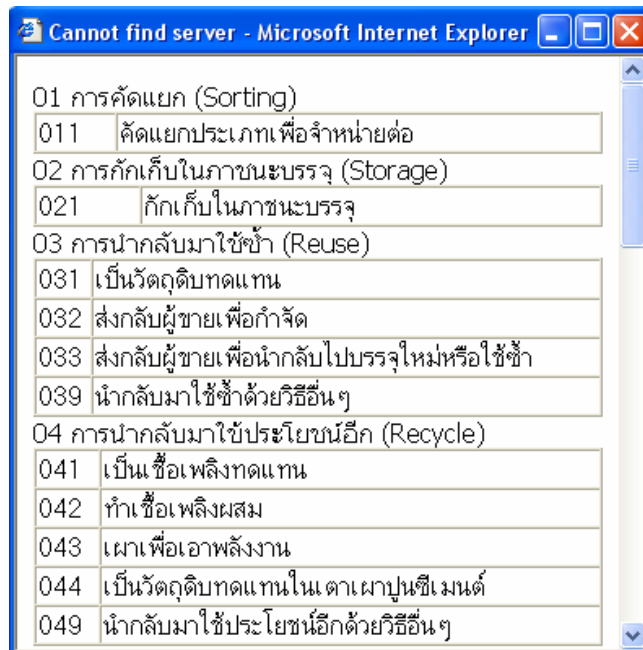 Cannot find server - Microsoft Internet Explorer
01 การคัดแยก (Sorting)
011 คัดแยกประเภทเพื่อจำหน่ายต่อ
02 การกักเก็บในภาชนะบรรจุ (Storage)
021 กักเก็บในภาชนะบรรจุ
03 การนำกลับมาใช้ซ้ำ (Reuse)
031 เป็นวัตถุดิบทดแทน
032 ส่งกลับผู้ขายเพื่อกำจัด
033 ส่งกลับผู้ขายเพื่อนำกลับไปบรรจุใหม่หรือใช้ซ้ำ
039 นำกลับมาใช้ซ้ำด้วยวิธีอื่นๆ
04 การนำกลับมาใช้ประโยชน์อีก (Recycle)
041 เป็นเชื้อเพลิงทดแทน
042 ทำเชื้อเพลิงผสม
043 เผาเพื่อเอาพลังงาน
044 เป็นวัตถุดิบทดแทนในเตาเผาปูนซีเมนต์
049 นำกลับมาใช้ประโยชน์อีกด้วยวิธีอื่นๆ